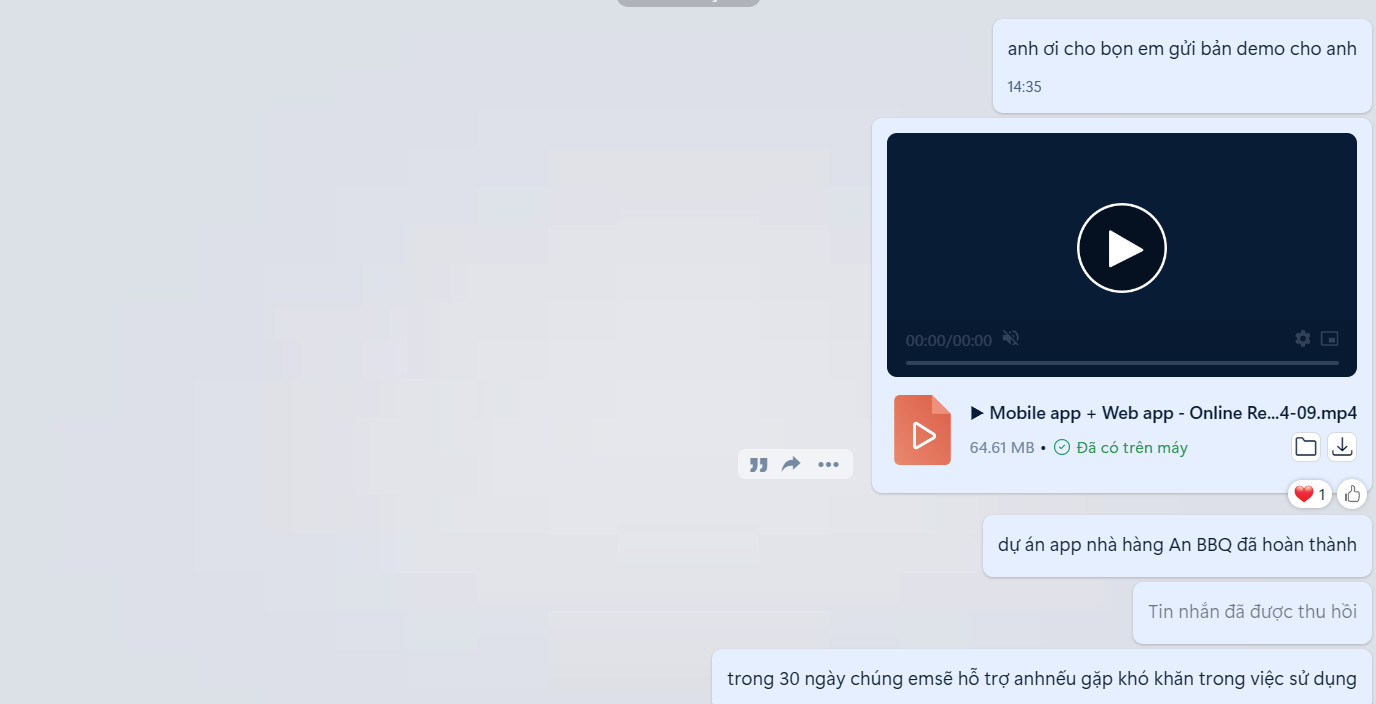 anh ơi cho bọn em gửi bản demo cho anh
14:35
00:00/00:00
Mobile app + Web app - Online Re...4-09.mp4
64.61 MB • Đã có trên máy
1
dự án app nhà hàng An BBQ đã hoàn thành
Tin nhắn đã được thu hồi
trong 30 ngày chúng emsẽ hỗ trợ anhnếu gặp khó khăn trong việc sử dụng